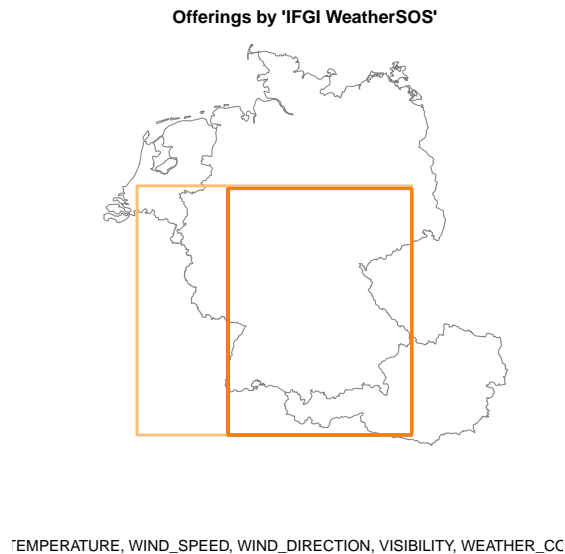 Offerings by 'IFGI WeatherSOS'
TEMPERATURE, WIND_SPEED, WIND_DIRECTION, VISIBILITY, WEATHER_CO